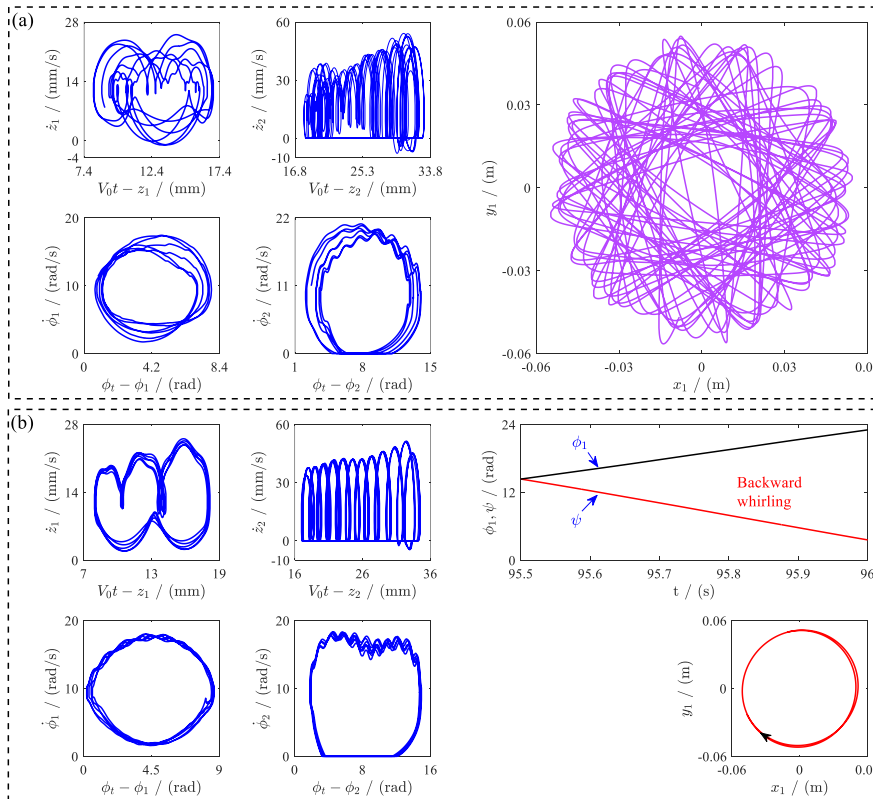 (a)
28
14
0
-4
7.4
12.4
17.4
ż₁ / (mm/s)
V₀t − z₁ / (mm)
60
30
0
-10
16.8
25.3
33.8
ż₂ / (mm/s)
V₀t − z₂ / (mm)
20
10
0
0
4.2
8.4
ϕ̇₁ / (rad/s)
ϕₜ − ϕ₁ / (rad)
22
11
0
1
8
15
ϕ̇₂ / (rad/s)
ϕₜ − ϕ₂ / (rad)
0.06
0.03
0
-0.03
-0.06
-0.06
-0.03
0
0.03
0.0
y₁ / (m)
x₁ / (m)
(b)
28
14
0
7
13
19
ż₁ / (mm/s)
V₀t − z₁ / (mm)
60
30
0
-10
16
26
36
ż₂ / (mm/s)
V₀t − z₂ / (mm)
24
12
0
95.5
95.6
95.7
95.8
95.9
96
ϕ₁, ψ / (rad)
t / (s)
ϕ₁
ψ
Backward
whirling
20
10
0
0
4.5
9
ϕ̇₁ / (rad/s)
ϕₜ − ϕ₁ / (rad)
20
10
0
0
8
16
ϕ̇₂ / (rad/s)
ϕₜ − ϕ₂ / (rad)
0.06
0
-0.06
-0.06
0
0.0
y₁ / (m)
x₁ / (m)